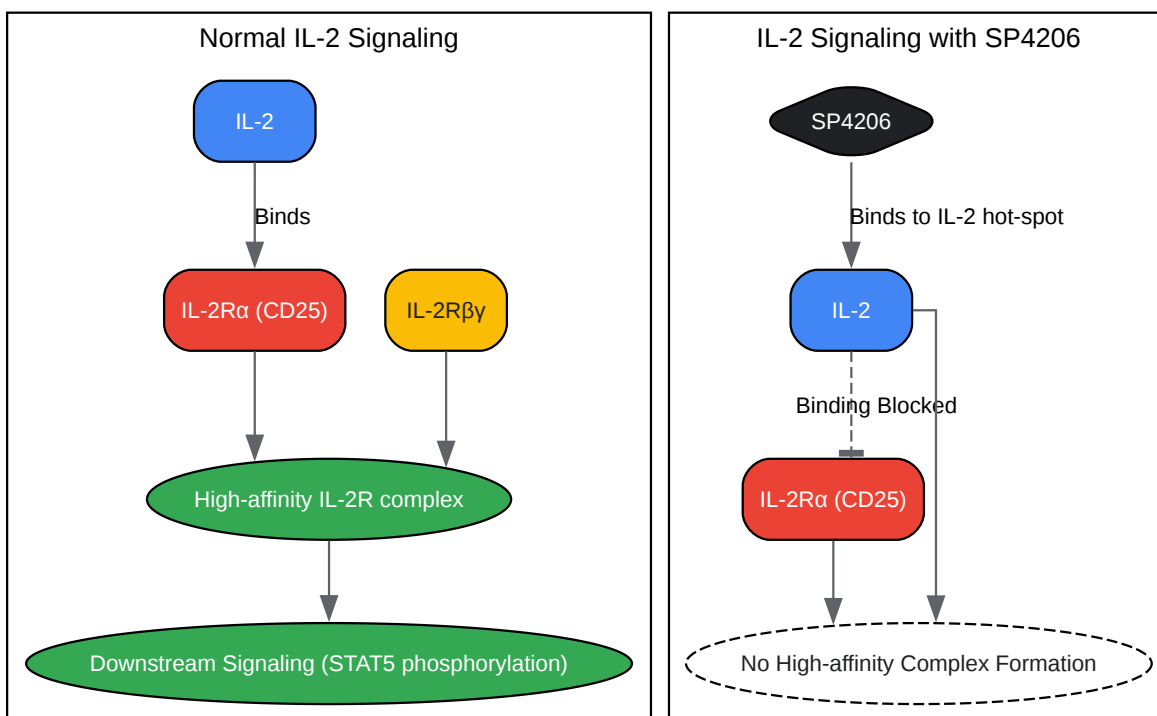 Normal IL-2 Signaling
IL-2
Binds
IL-2Rα (CD25)
IL-2Rβγ
High-affinity IL-2R complex
Downstream Signaling (STAT5 phosphorylation)
IL-2 Signaling with SP4206
SP4206
Binds to IL-2 hot-spot
IL-2
Binding Blocked
IL-2Rα (CD25)
No High-affinity Complex Formation